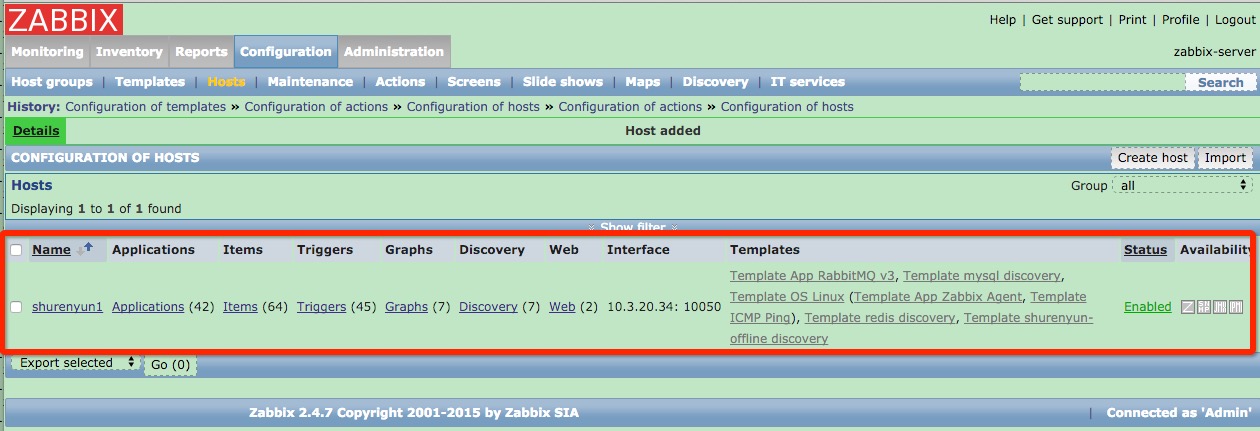 ZABBIX
Help | Get support | Print | Profile | Logout
Monitoring Inventory Reports Configuration Administration
zabbix-server
Host groups | Templates | Hosts | Maintenance | Actions | Screens | Slide shows | Maps | Discovery | IT services
Search
History: Configuration of templates » Configuration of actions » Configuration of hosts » Configuration of actions » Configuration of hosts
Details Host added
CONFIGURATION OF HOSTS Create host Import
Hosts Group all
Displaying 1 to 1 of 1 found
Show filter
Name Applications Items Triggers Graphs Discovery Web Interface Templates Status Availability
shurenyun1 Applications (42) Items (64) Triggers (45) Graphs (7) Discovery (7) Web (2) 10.3.20.34: 10050
Template App RabbitMQ v3, Template mysql discovery,
Template OS Linux (Template App Zabbix Agent, Template
ICMP Ping), Template redis discovery, Template shurenyun-
offline discovery
Enabled
Export selected Go (0)
Zabbix 2.4.7 Copyright 2001-2015 by Zabbix SIA | Connected as 'Admin'